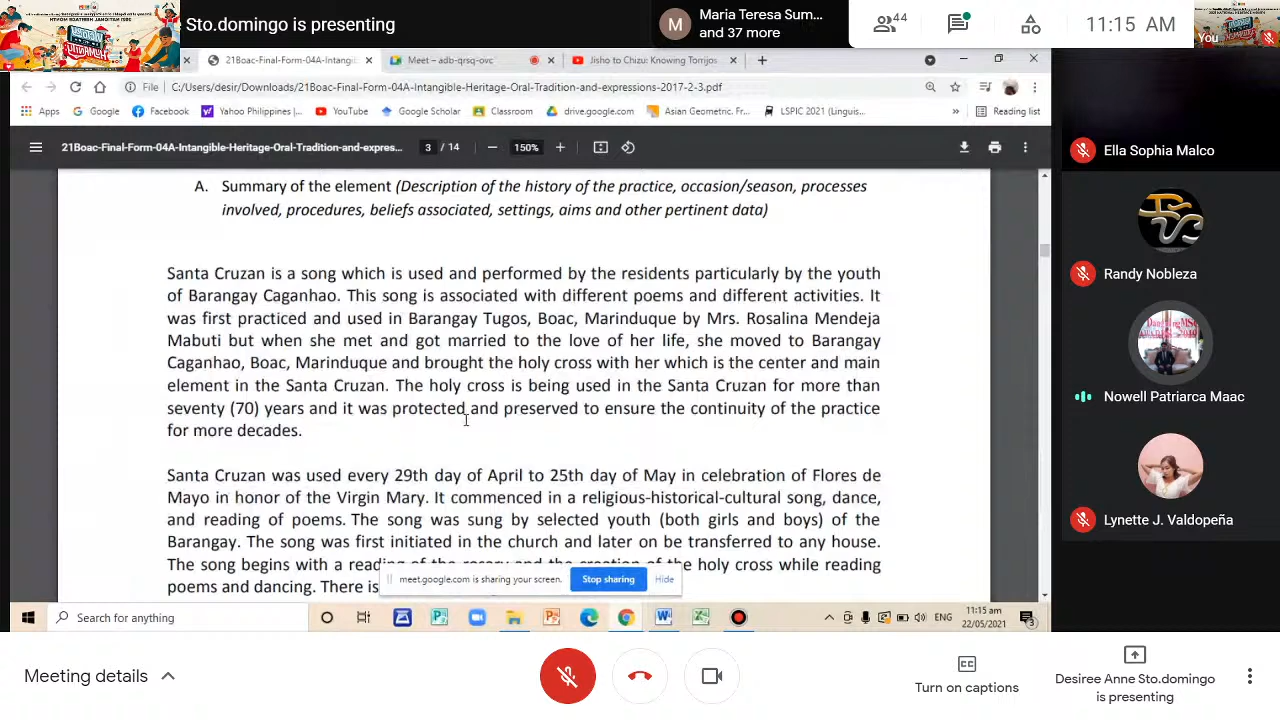 Sto.domingo is presenting
M
Maria Teresa Sum...
and 37 more
44
11:15 AM
You
21Boac-Final-Form-04A-Intangib
Meet – adb-qrsq-ovc
Jisho to Chizu: Knowing Torrijos
File
C:/Users/desir/Downloads/21Boac-Final-Form-04A-Intangible-Heritage-Oral-Tradition-and-expressions-2017-2-3.pdf
Apps
Google
Facebook
Yahoo Philippines |...
YouTube
Google Scholar
Classroom
drive.google.com
Asian Geometric. Fr...
LSPIC 2021 (Linguis...
Reading list
21Boac-Final-Form-04A-Intangible-Heritage-Oral-Tradition-and-expres...
3 / 14
150%
A. Summary of the element (Description of the history of the practice, occasion/season, processes
involved, procedures, beliefs associated, settings, aims and other pertinent data)
Santa Cruzan is a song which is used and performed by the residents particularly by the youth
of Barangay Caganhao. This song is associated with different poems and different activities. It
was first practiced and used in Barangay Tugos, Boac, Marinduque by Mrs. Rosalina Mendeja
Mabuti but when she met and got married to the love of her life, she moved to Barangay
Caganhao, Boac, Marinduque and brought the holy cross with her which is the center and main
element in the Santa Cruzan. The holy cross is being used in the Santa Cruzan for more than
seventy (70) years and it was protected and preserved to ensure the continuity of the practice
for more decades.
Santa Cruzan was used every 29th day of April to 25th day of May in celebration of Flores de
Mayo in honor of the Virgin Mary. It commenced in a religious-historical-cultural song, dance,
and reading of poems. The song was sung by selected youth (both girls and boys) of the
Barangay. The song was first initiated in the church and later on be transferred to any house.
The song begins with a reading of the rosary and the creation of the holy cross while reading
poems and dancing. There is
meet.google.com is sharing your screen.
Stop sharing
Hide
Search for anything
ENG
11:15 am
22/05/2021
3
Ella Sophia Malco
Randy Nobleza
Nowell Patriarca Maac
Lynette J. Valdopeña
Meeting details
Turn on captions
Desiree Anne Sto.domingo
is presenting